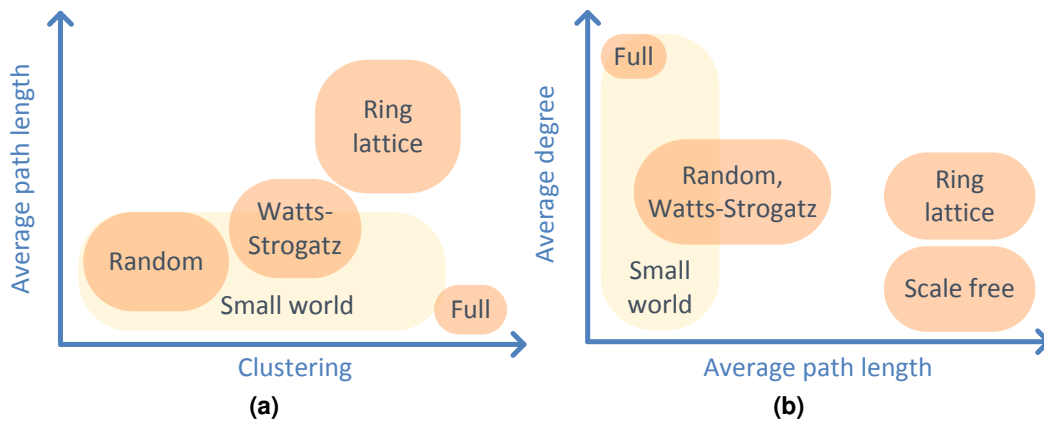 Average path length
Ring
lattice
Watts-
Strogatz
Random
Small world
Full
Clustering
(a)
Average degree
Full
Random,
Watts-Strogatz
Ring
lattice
Small
world
Scale free
Average path length
(b)